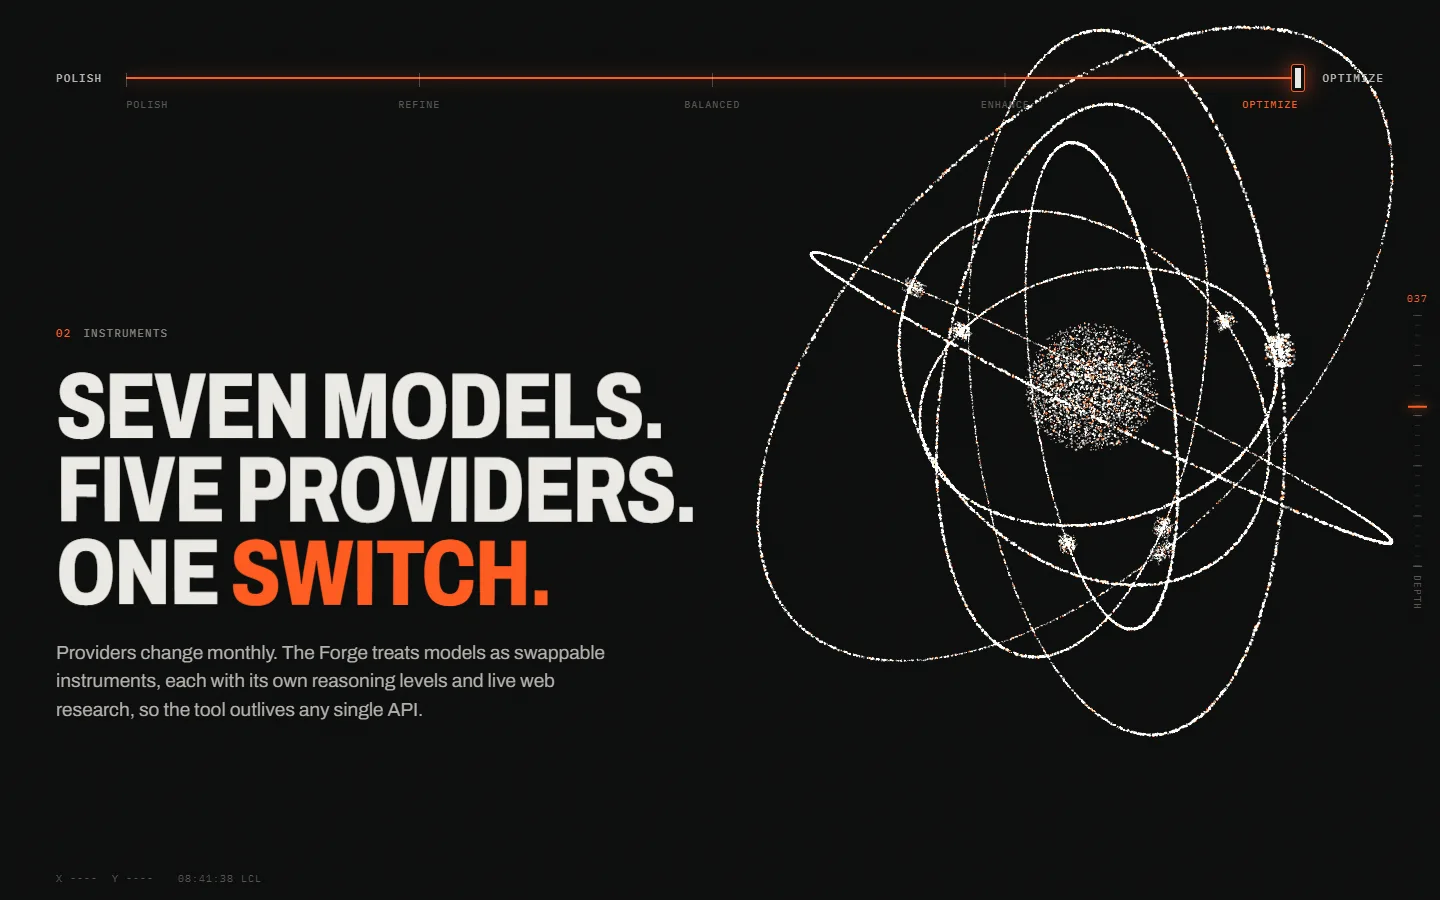 POLISH
OPTIMIZE
POLISH REFINE BALANCED ENHANCE OPTIMIZE
037
02 INSTRUMENTS
SEVEN MODELS.
FIVE PROVIDERS.
ONE SWITCH.
Providers change monthly. The Forge treats models as swappable
instruments, each with its own reasoning levels and live web
research, so the tool outlives any single API.
DEPTH
X ---- Y ---- 08:41:38 LCL